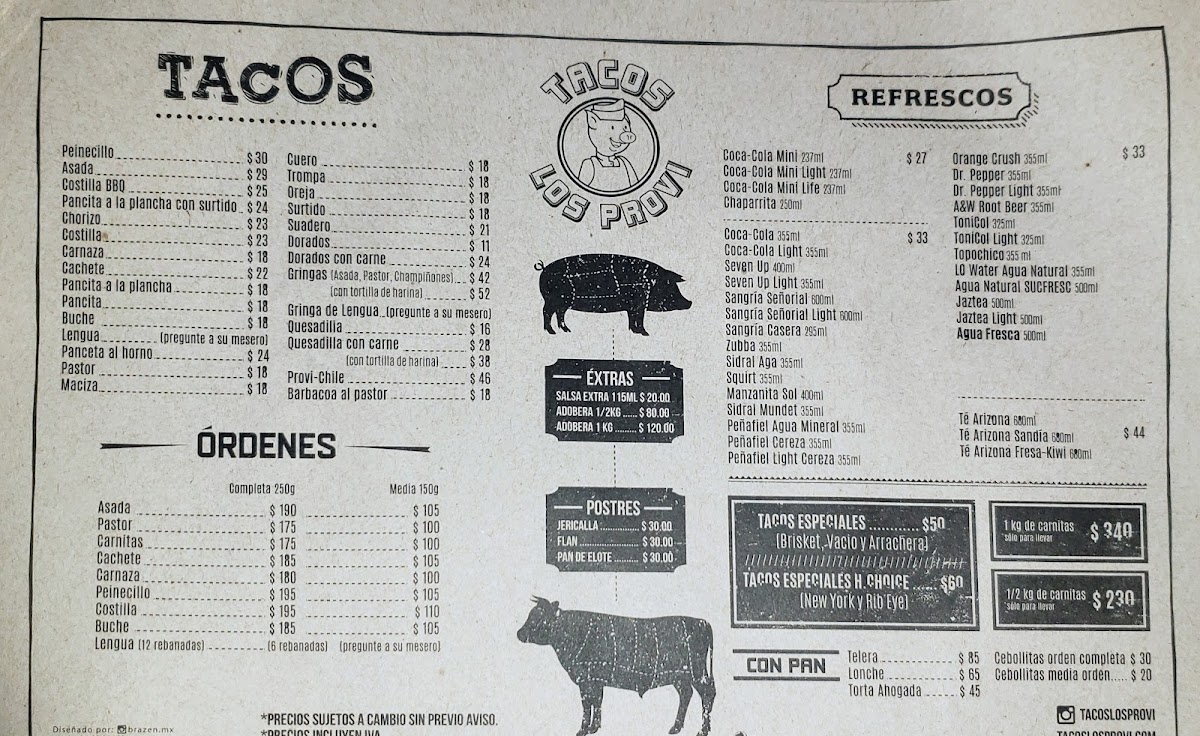 TACOS
Peinecillo $ 30
Asada $ 29
Costilla BBQ $ 25
Pancita a la plancha con surtido $ 24
Chorizo $ 23
Costilla $ 23
Carnaza $ 18
Cachete $ 22
Pancita a la plancha $ 18
Pancita $ 18
Buche $ 18
Lengua (pregunte a su mesero)
Panceta al horno $ 24
Pastor $ 18
Maciza $ 18
Cuero $ 18
Trompa $ 18
Oreja $ 18
Surtido $ 18
Suadero $ 21
Dorados $ 11
Dorados con carne $ 24
Gringas (Asada, Pastor, Champiñones) $ 42
(con tortilla de harina) $ 52
Gringa de Lengua (pregunte a su mesero)
Quesadilla $ 16
Quesadilla con carne $ 28
(con tortilla de harina) $ 38
Provi-Chile $ 46
Barbacoa al pastor $ 18
ÓRDENES
Completa 250g Media 150g
Asada $ 190 $ 105
Pastor $ 175 $ 100
Carnitas $ 175 $ 100
Cachete $ 185 $ 105
Carnaza $ 180 $ 100
Peinecillo $ 195 $ 105
Costilla $ 195 $ 110
Buche $ 185 $ 105
Lengua (12 rebanadas) (6 rebanadas) (pregunte a su mesero)
*PRECIOS SUJETOS A CAMBIO SIN PREVIO AVISO.
*PRECIOS INCLUYEN IVA
Diseñado por: brazen.mx
TACOS
LOS PROVI
ÉXTRAS
SALSA EXTRA 115ML $ 20.00
ADOBERA 1/2KG ..... $ 80.00
ADOBERA 1 KG ......... $ 120.00
PÓSTRES
JERICALLA ............. $ 30.00
FLAN ..................... $ 30.00
PAN DE ELOTE ......... $ 30.00
REFRESCOS
Coca-Cola Mini 237ml $ 27
Coca-Cola Mini Light 237ml
Coca-Cola Mini Life 237ml
Chaparrita 250ml
Coca-Cola 355ml $ 33
Coca-Cola Light 355ml
Seven Up 400ml
Seven Up Light 355ml
Sangría Señorial 600ml
Sangría Señorial Light 600ml
Sangría Casera 295ml
Zubba 355ml
Sidral Aga 355ml
Squirt 355ml
Manzanita Sol 400ml
Sidral Mundet 355ml
Peñafiel Agua Mineral 355ml
Peñafiel Cereza 355ml
Peñafiel Light Cereza 355ml
Orange Crush 355ml $ 33
Dr. Pepper 355ml
Dr. Pepper Light 355ml
A&W Root Beer 355ml
ToniCol 325ml
ToniCol Light 325ml
Topochico 355 ml
LO Water Agua Natural 355ml
Agua Natural SUCFRESC 500ml
Jaztea 500ml
Jaztea Light 500ml
Agua Fresca 500ml
Té Arizona 680ml
Té Arizona Sandía 680ml $ 44
Té Arizona Fresa-Kiwi 680ml
TACOS ESPECIALES ........... $50
(Brisket, Vacío y Arrachera)
TACOS ESPECIALES H. CHOICE ...... $60
(New York y Rib Eye)
1 kg de carnitas $ 340
*sólo para llevar
1/2 kg de carnitas $ 230
*sólo para llevar
CON PAN
Telera $ 85
Lonche $ 65
Torta Ahogada $ 45
Cebollitas orden completa $ 30
Cebollitas media orden..... $ 20
TACOSLOSPROVI
TACOSLOSPROVI.COM